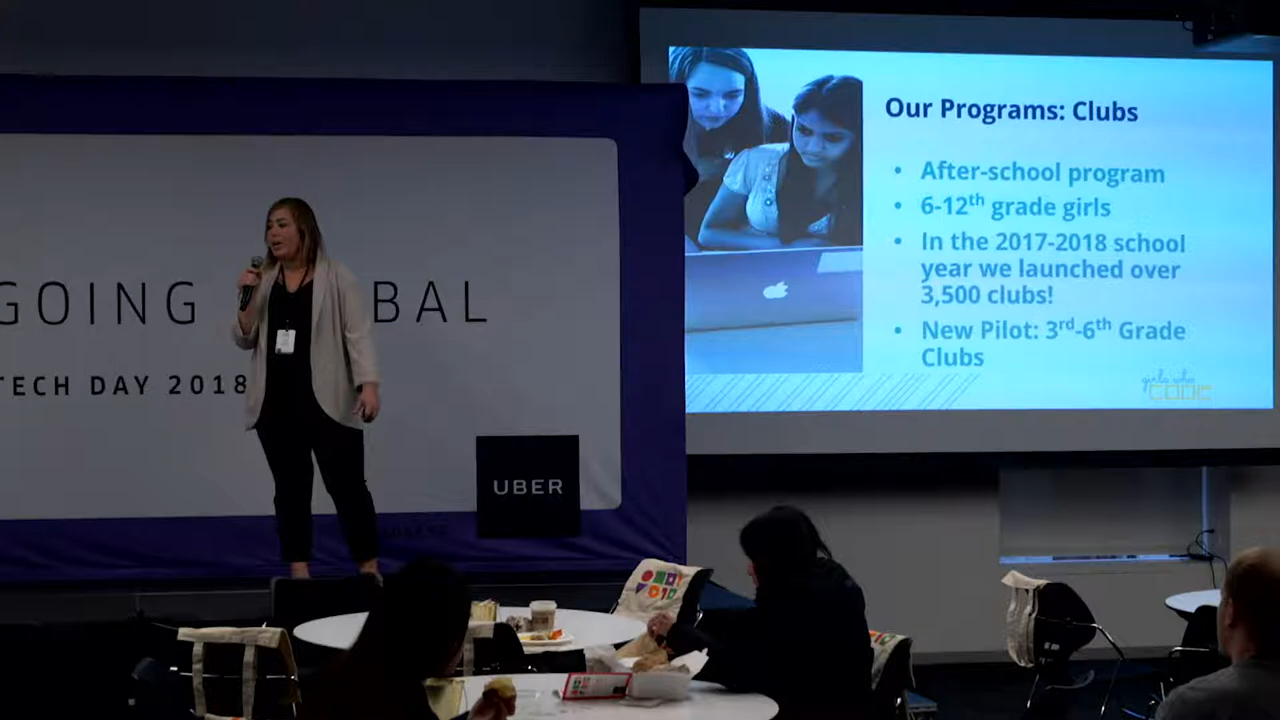 GOING
BAL
TECH DAY 2018
UBER
Our Programs: Clubs
• After-school program
• 6-12th grade girls
• In the 2017-2018 school
year we launched over
3,500 clubs!
• New Pilot: 3rd-6th Grade
Clubs
girls who
CODE